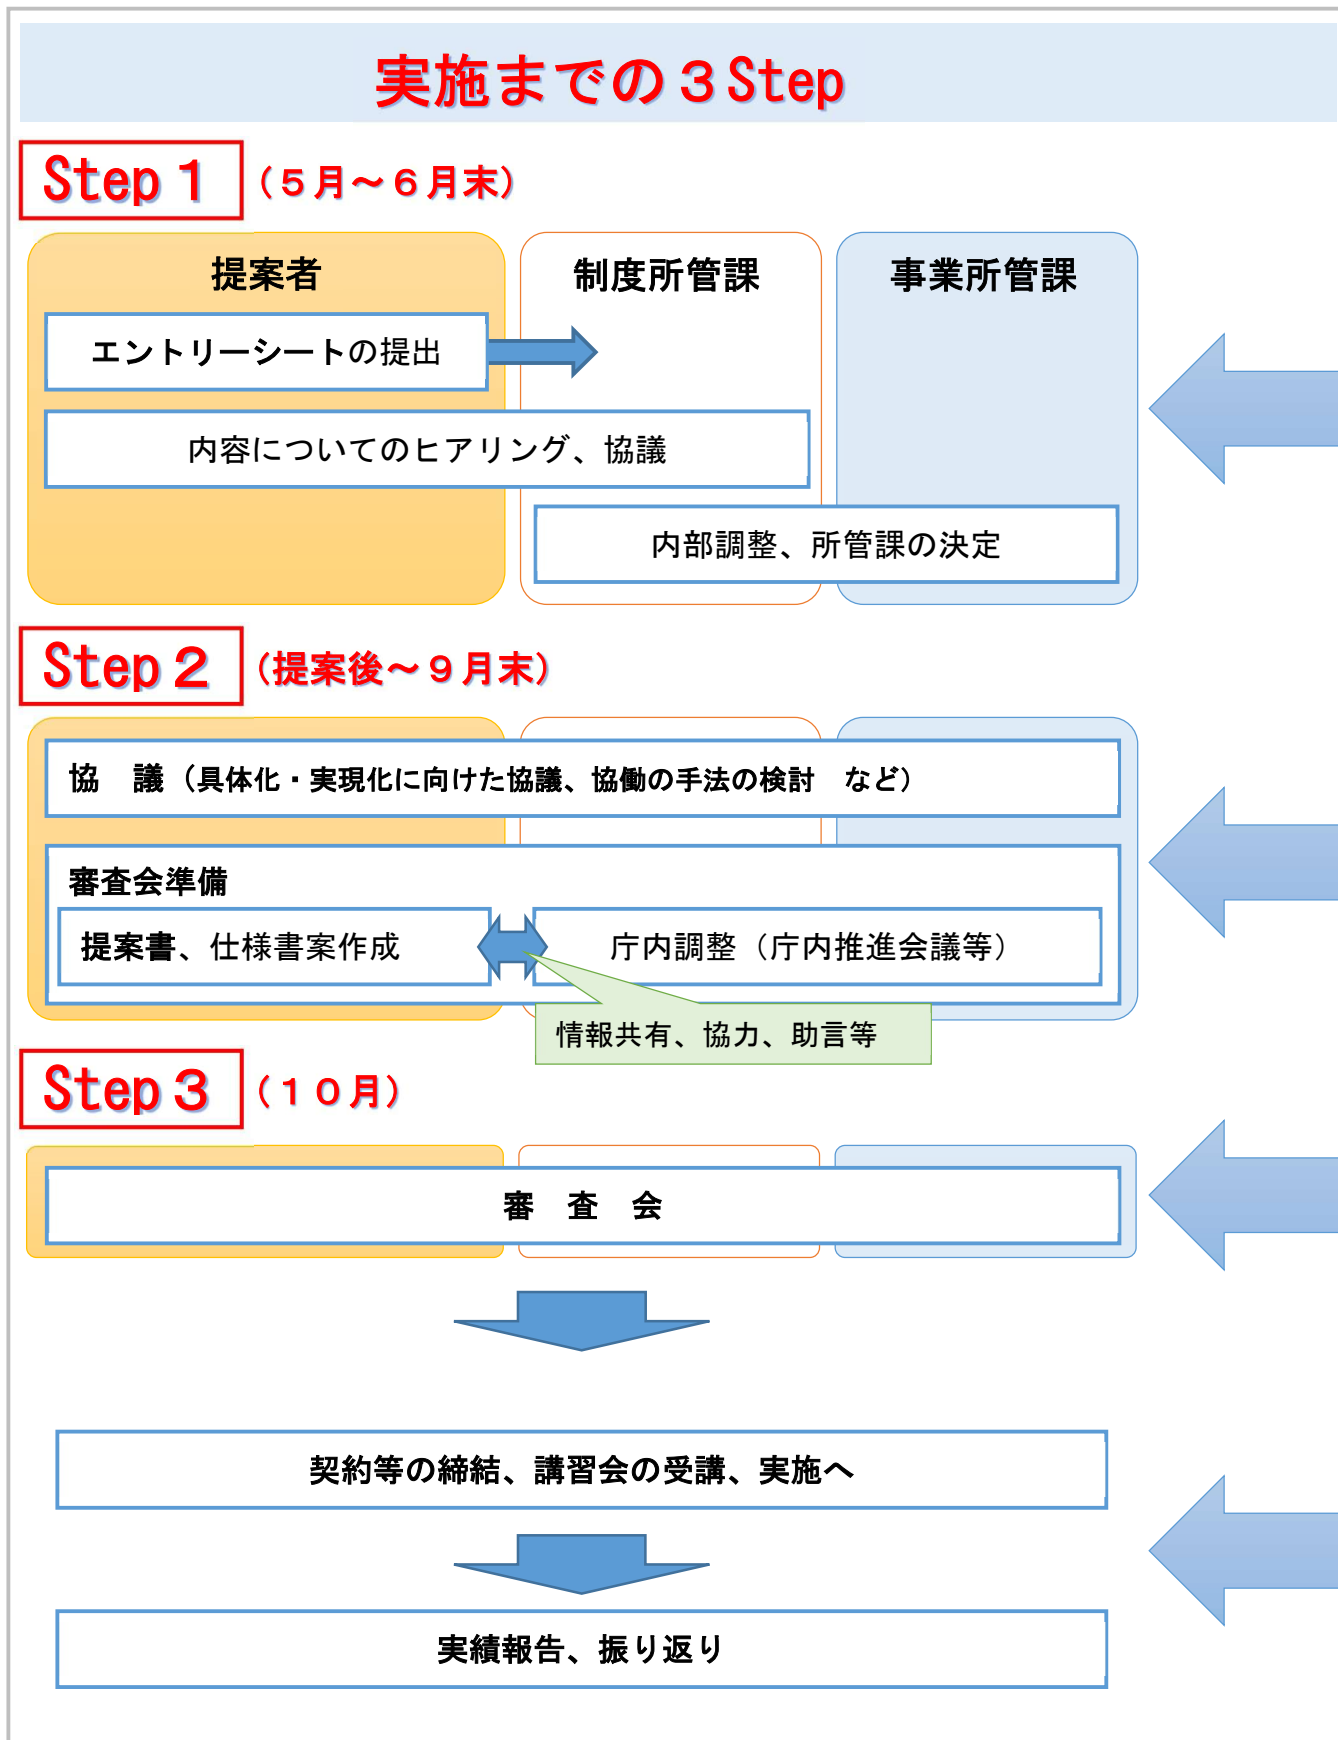 実施までの３Step
Step１
（５月～６月末）
提案者
制度所管課
事業所管課
エントリーシートの提出
内容についてのヒアリング、協議
内部調整、所管課の決定
Step２
（提案後～９月末）
協　議（具体化・実現化に向けた協議、協働の手法の検討　など）
審査会準備
提案書、仕様書案作成
庁内調整（庁内推進会議等）
情報共有、協力、助言等
Step３
（１０月）
審　査　会
契約等の締結、講習会の受講、実施へ
実績報告、振り返り